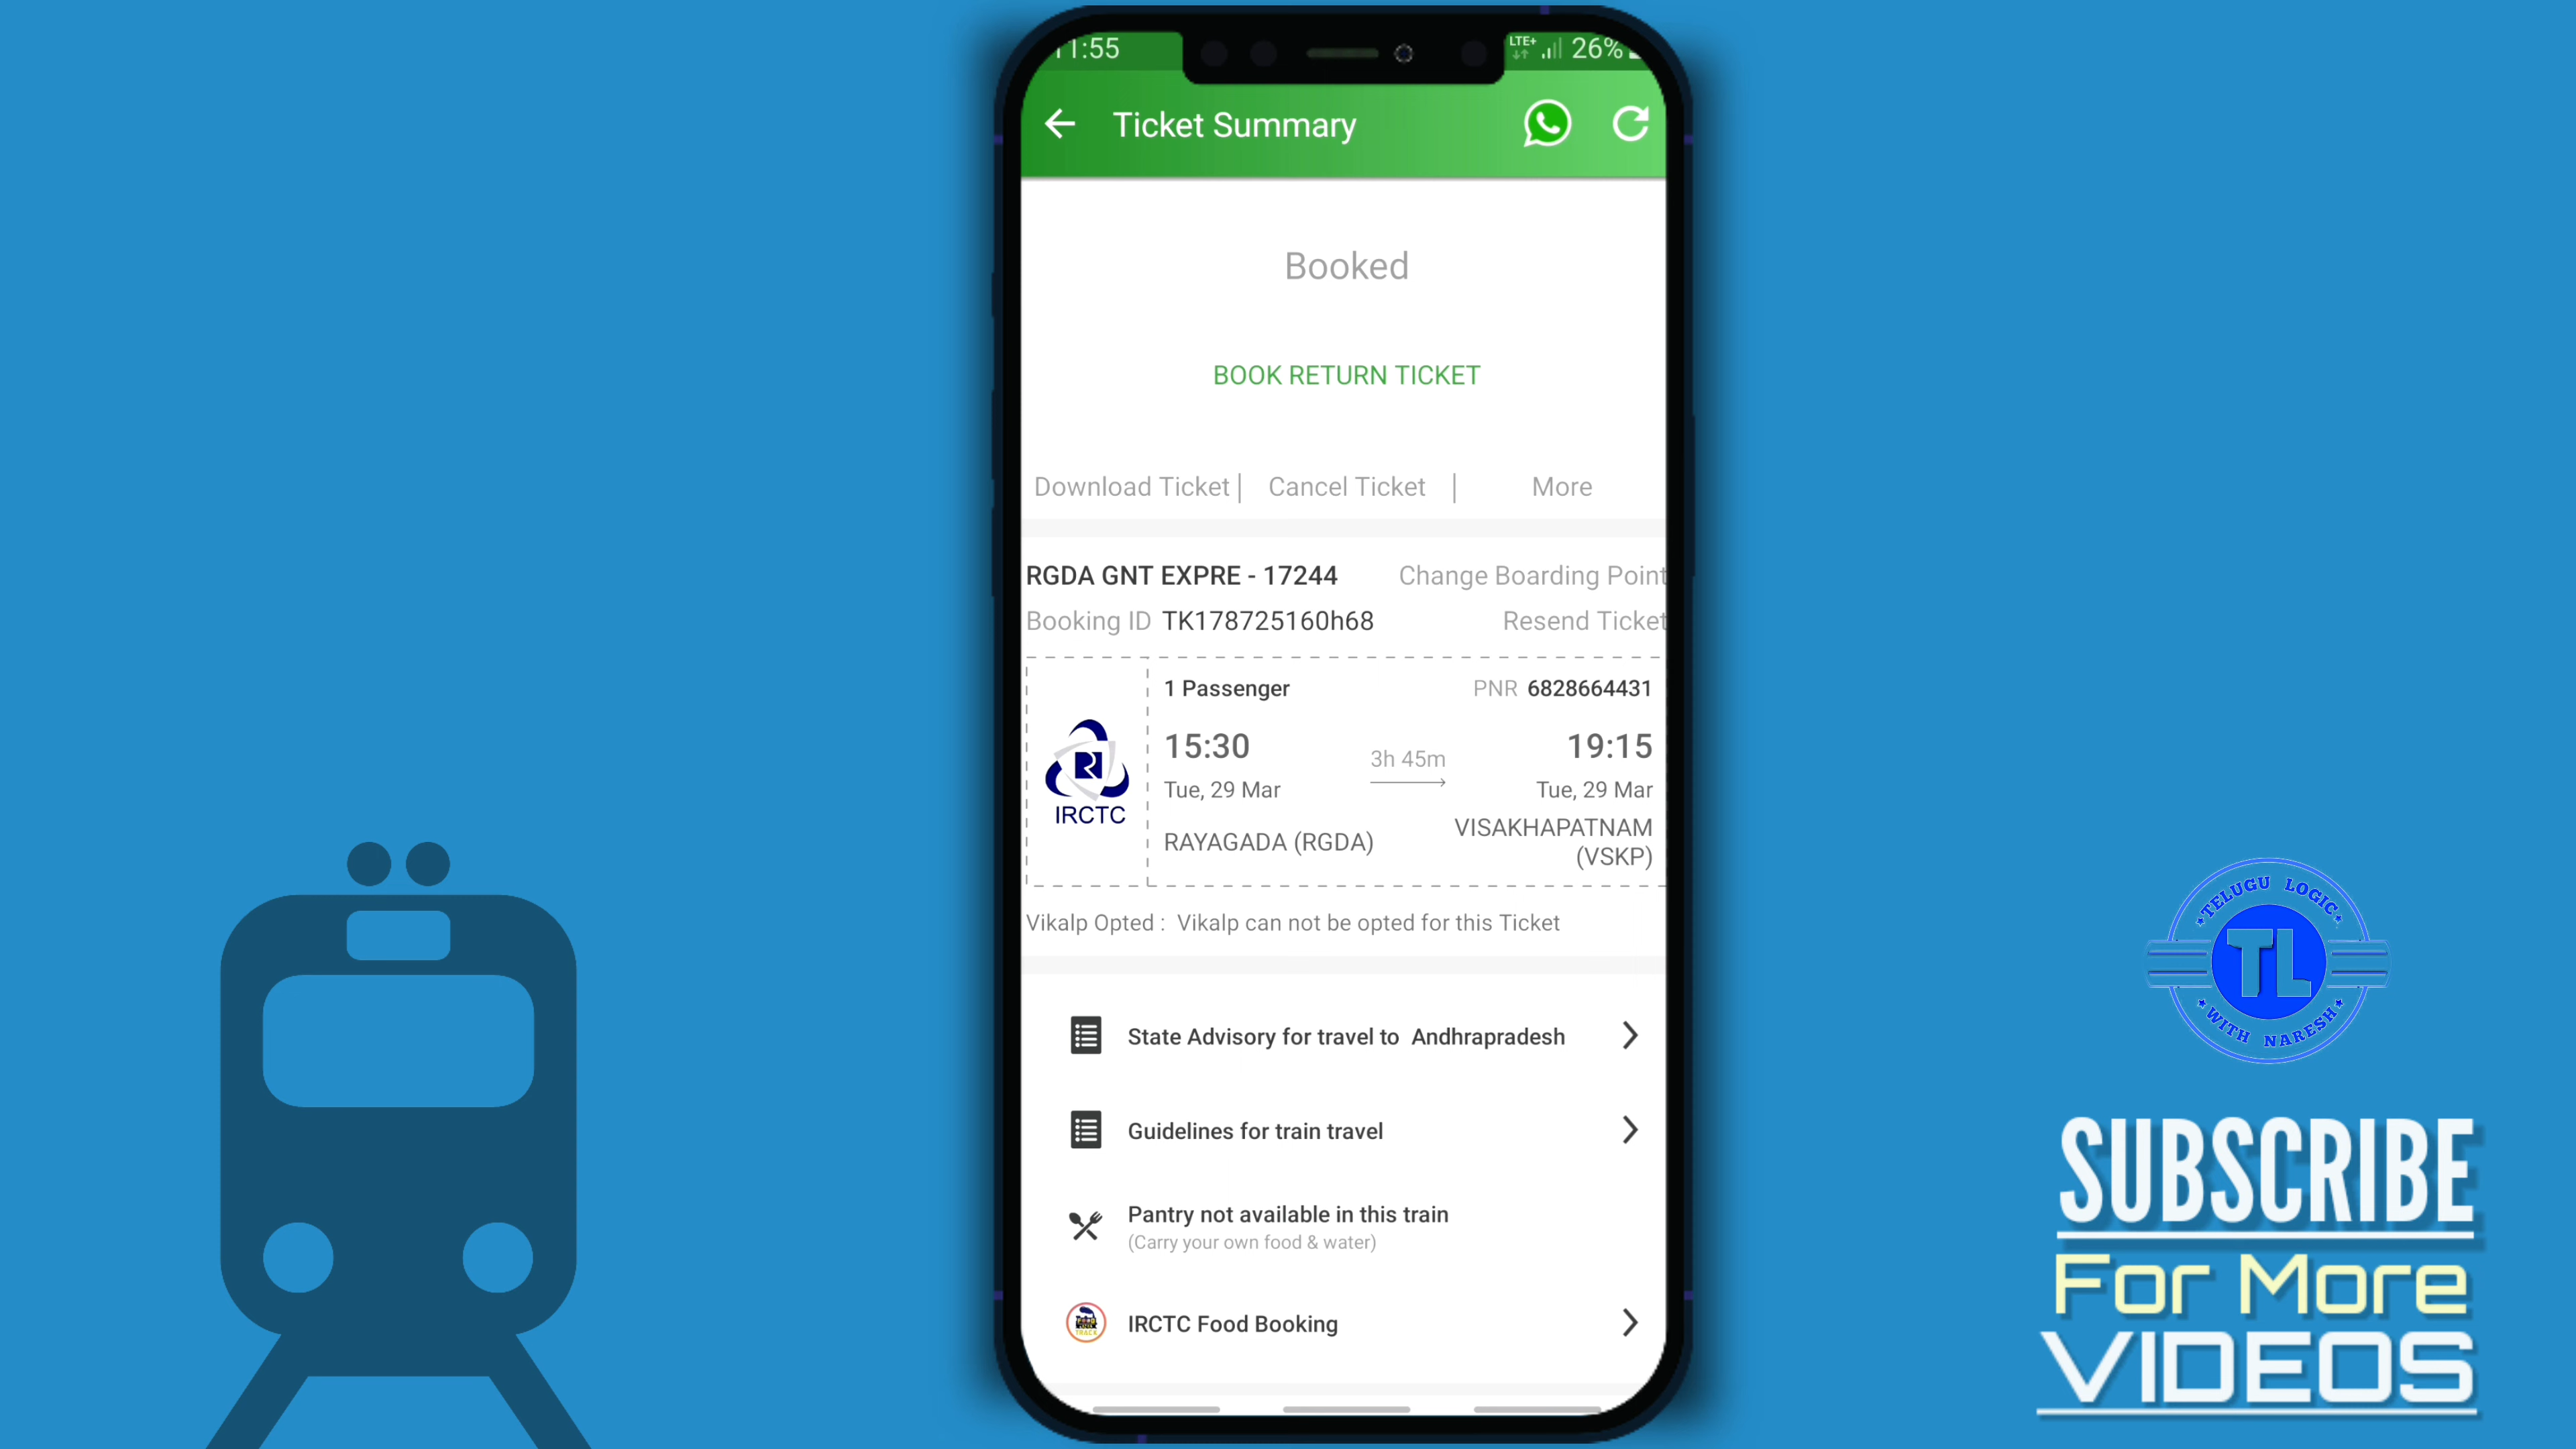 11:55
LTE+
26%
Ticket Summary
Booked
BOOK RETURN TICKET
Download Ticket | Cancel Ticket | More
RGDA GNT EXPRE - 17244 Change Boarding Point
Booking ID TK178725160h68 Resend Ticket
1 Passenger PNR 6828664431
15:30 3h 45m 19:15
Tue, 29 Mar Tue, 29 Mar
RAYAGADA (RGDA) VISAKHAPATNAM
(VSKP)
IRCTC
Vikalp Opted : Vikalp can not be opted for this Ticket
State Advisory for travel to Andhrapradesh
Guidelines for train travel
Pantry not available in this train
(Carry your own food & water)
IRCTC Food Booking
TELUGU LOGIC
TL
WITH NARESH
SUBSCRIBE
For More
VIDEOS